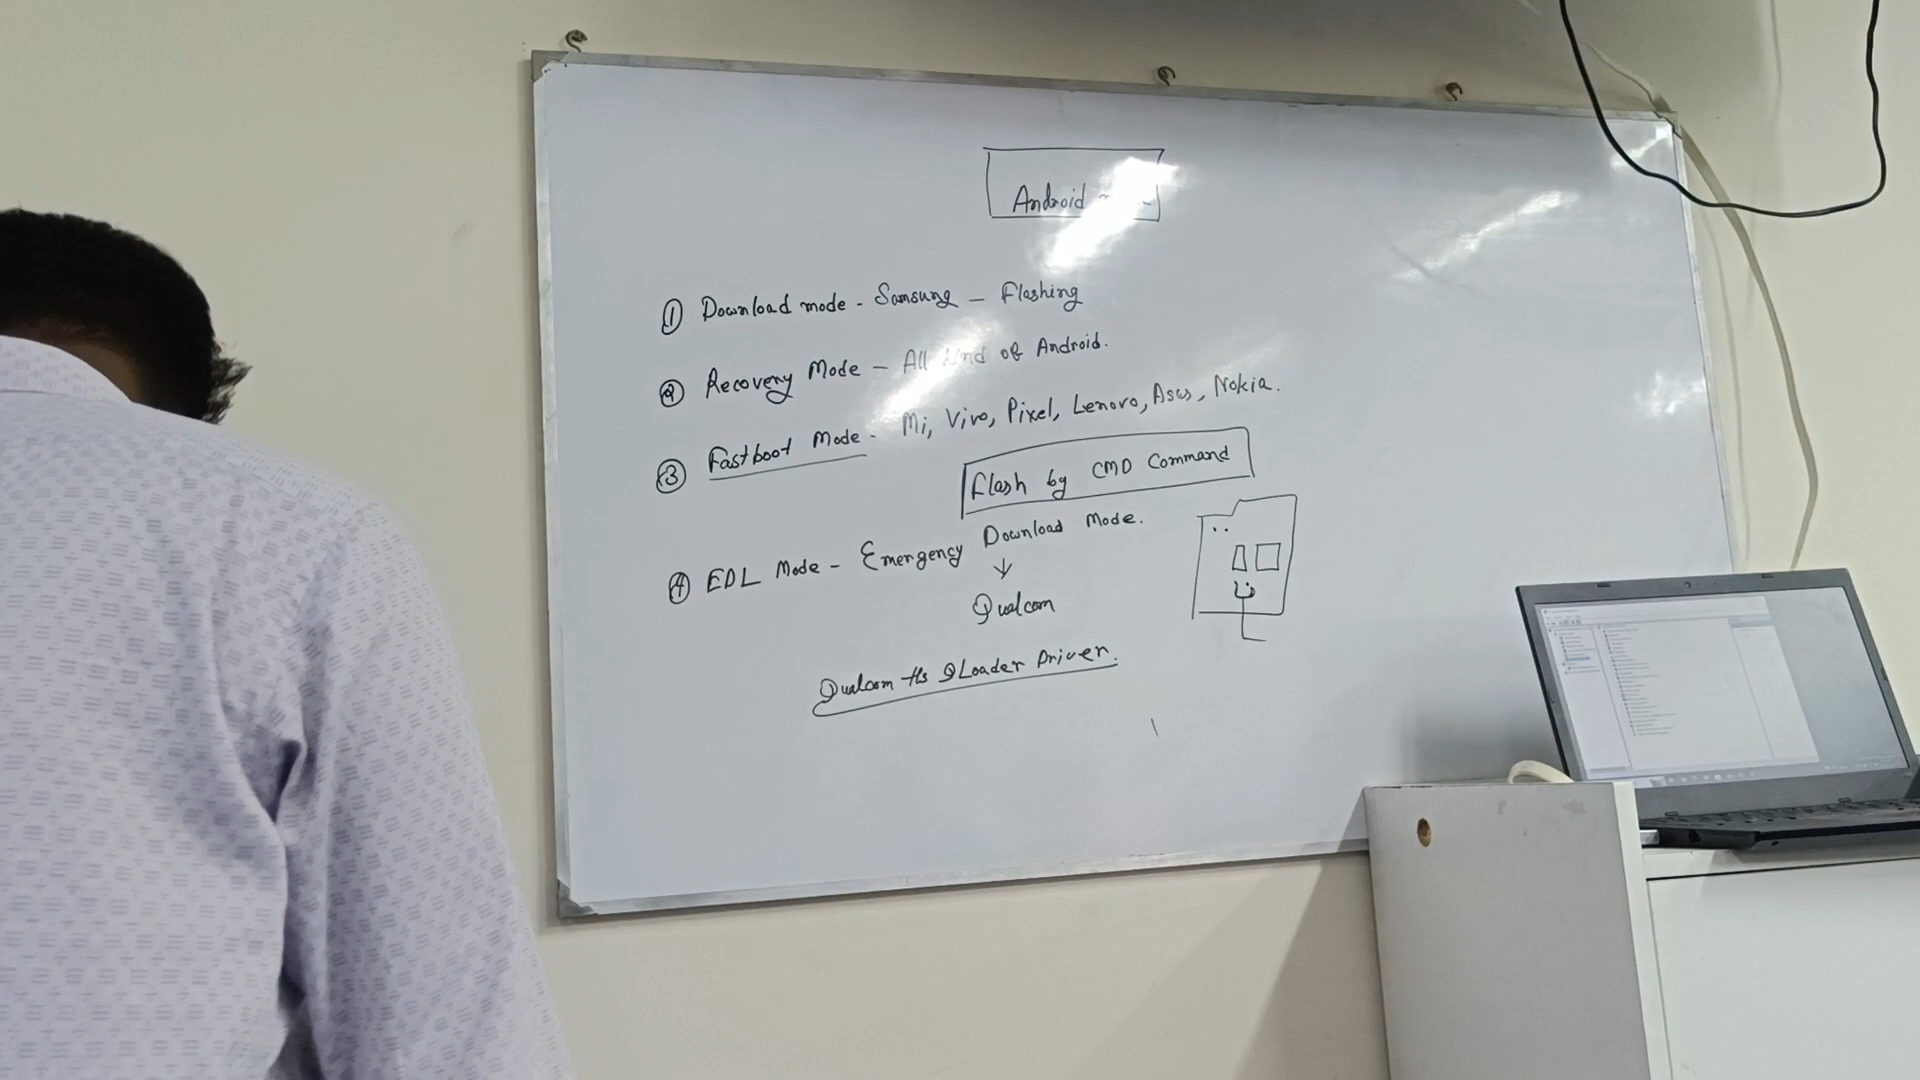 Android
① Download mode - Samsung - Flashing
② Recovery Mode - All kind of Android.
③ Fastboot Mode - Mi, Vivo, Pixel, Lenovo, Asus, Nokia.
Flash by CMD Command
④ EDL Mode - Emergency Download Mode.
↓
Qualcom
Qualcom Hs QLoader Driver.